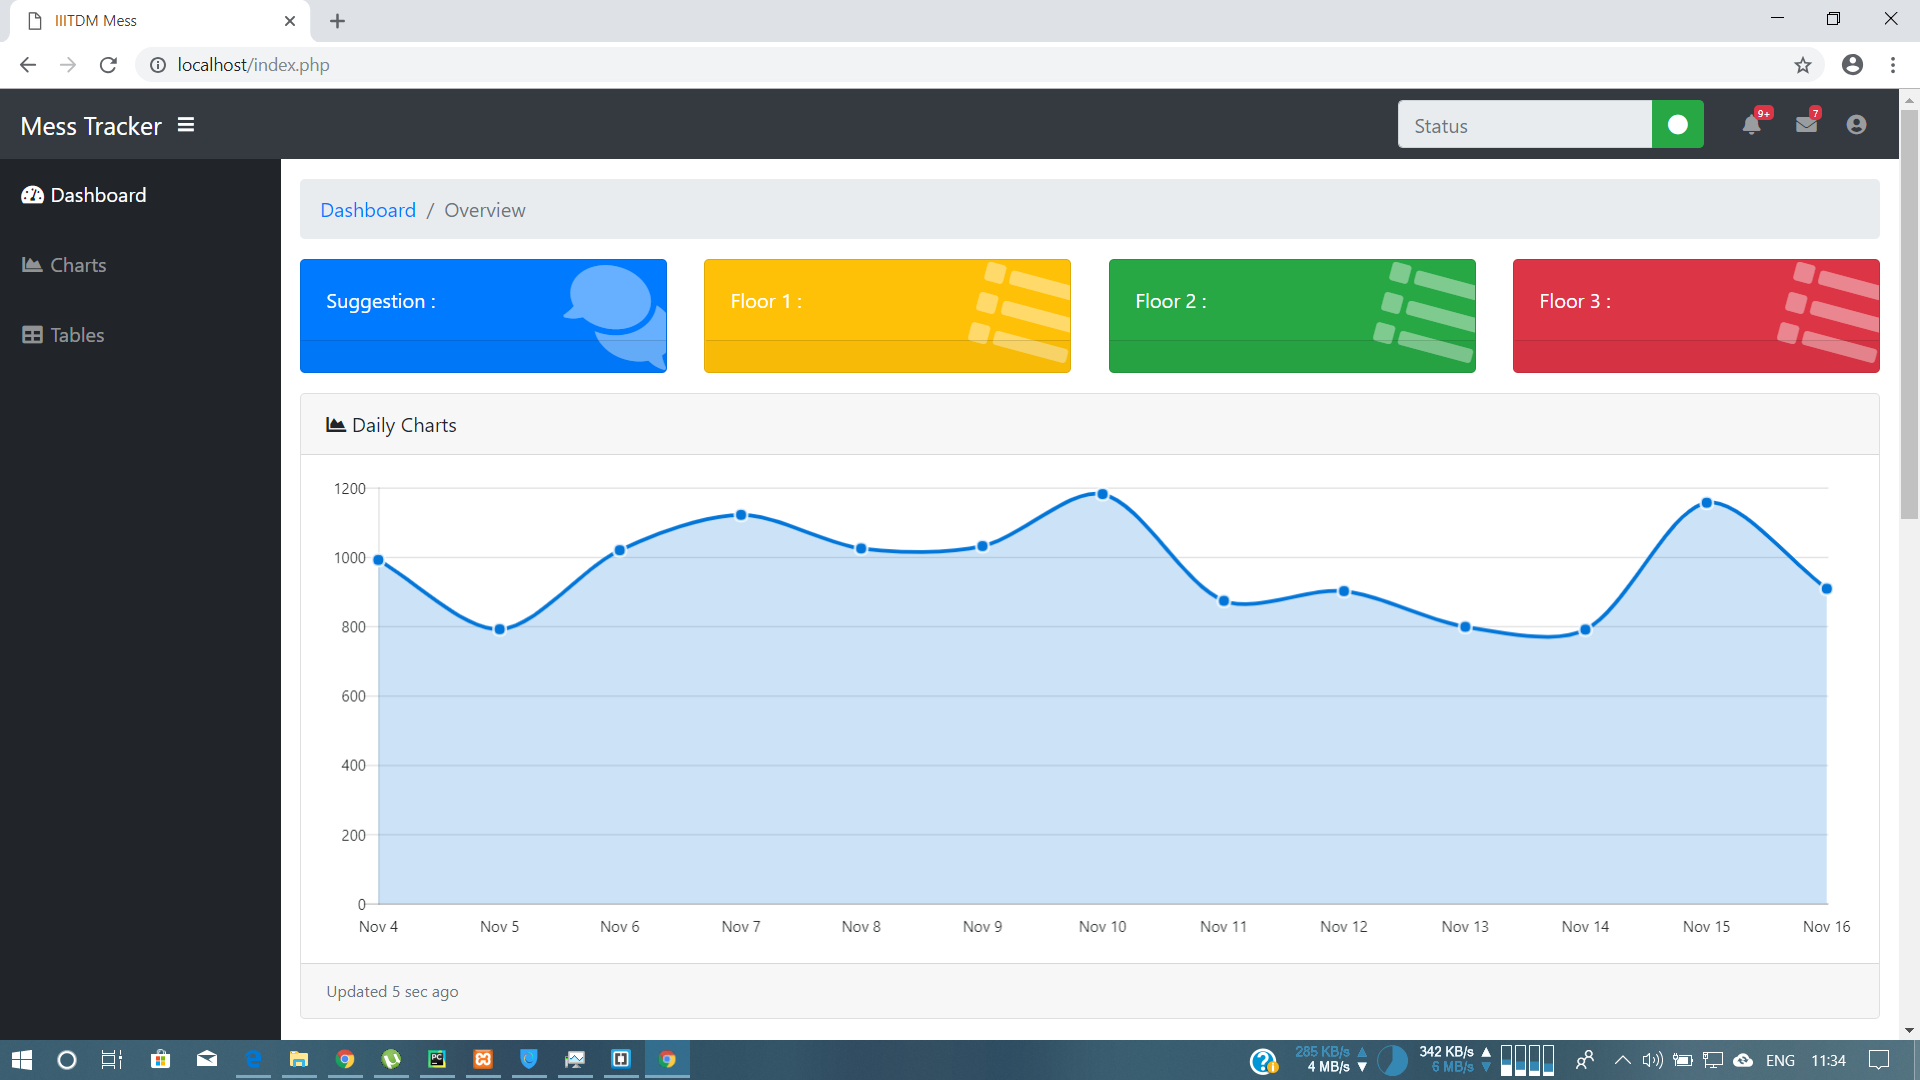 IIITDM Mess
localhost/index.php
Mess Tracker
Status
9+
7
Dashboard
Charts
Tables
Dashboard / Overview
Suggestion :
Floor 1 :
Floor 2 :
Floor 3 :
Daily Charts
1200
1000
800
600
400
200
0
Nov 4 Nov 5 Nov 6 Nov 7 Nov 8 Nov 9 Nov 10 Nov 11 Nov 12 Nov 13 Nov 14 Nov 15 Nov 16
Updated 5 sec ago
285 KB/s 342 KB/s
4 MB/s 6 MB/s
ENG 11:34